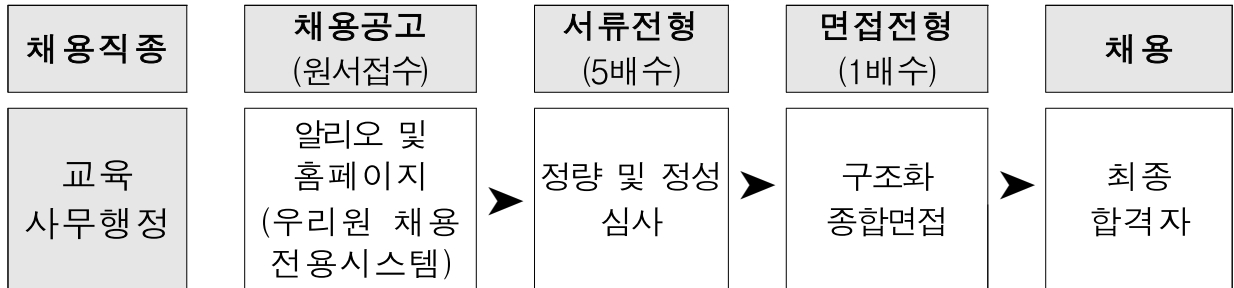 채용직종
채용공고
(원서접수)
서류전형
(5배수)
면접전형
(1배수)
채용
교육
사무행정
알리오 및
홈페이지
(우리원 채용
전용시스템)
정량 및 정성
심사
구조화
종합면접
최종
합격자